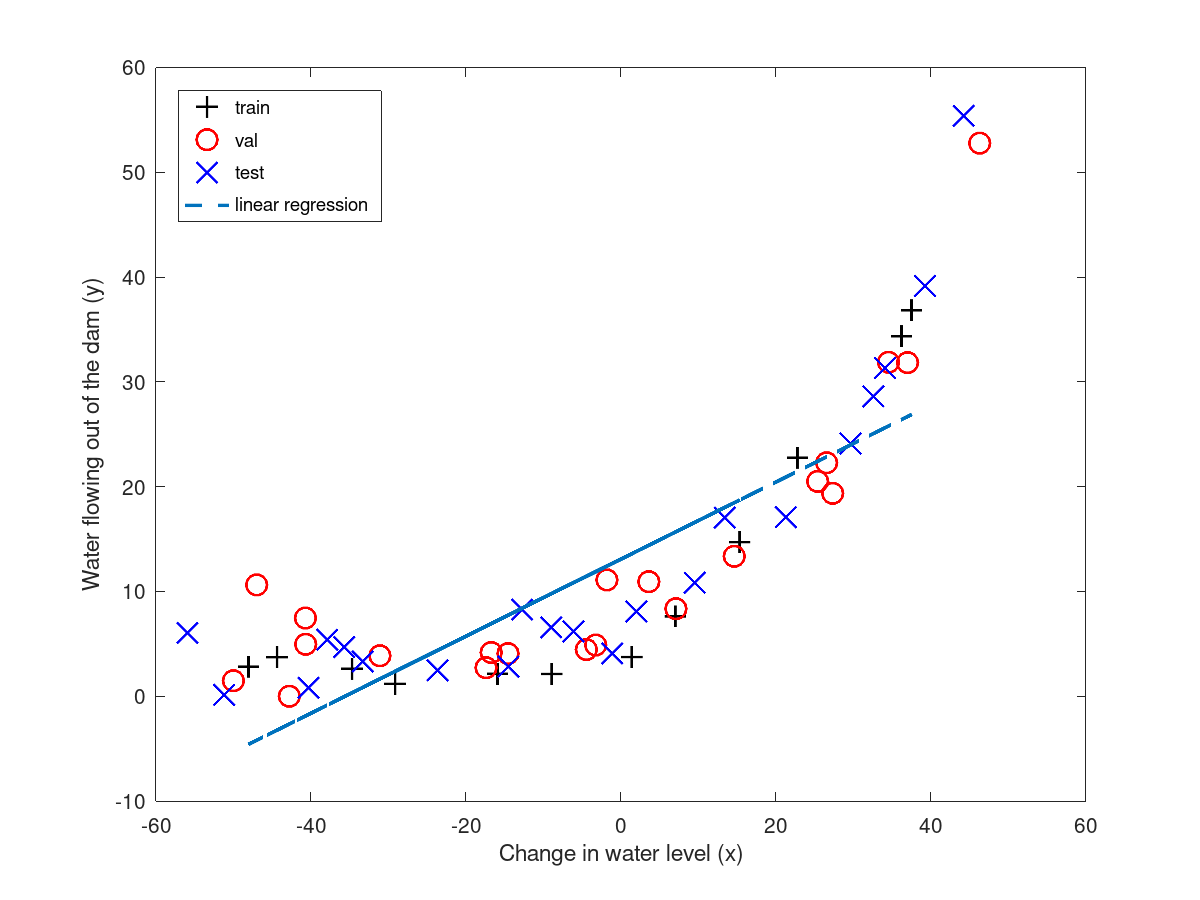 train
val
test
linear regression
60
50
40
30
20
10
0
-10
-60
-40
-20
0
20
40
60
Water flowing out of the dam (y)
Change in water level (x)